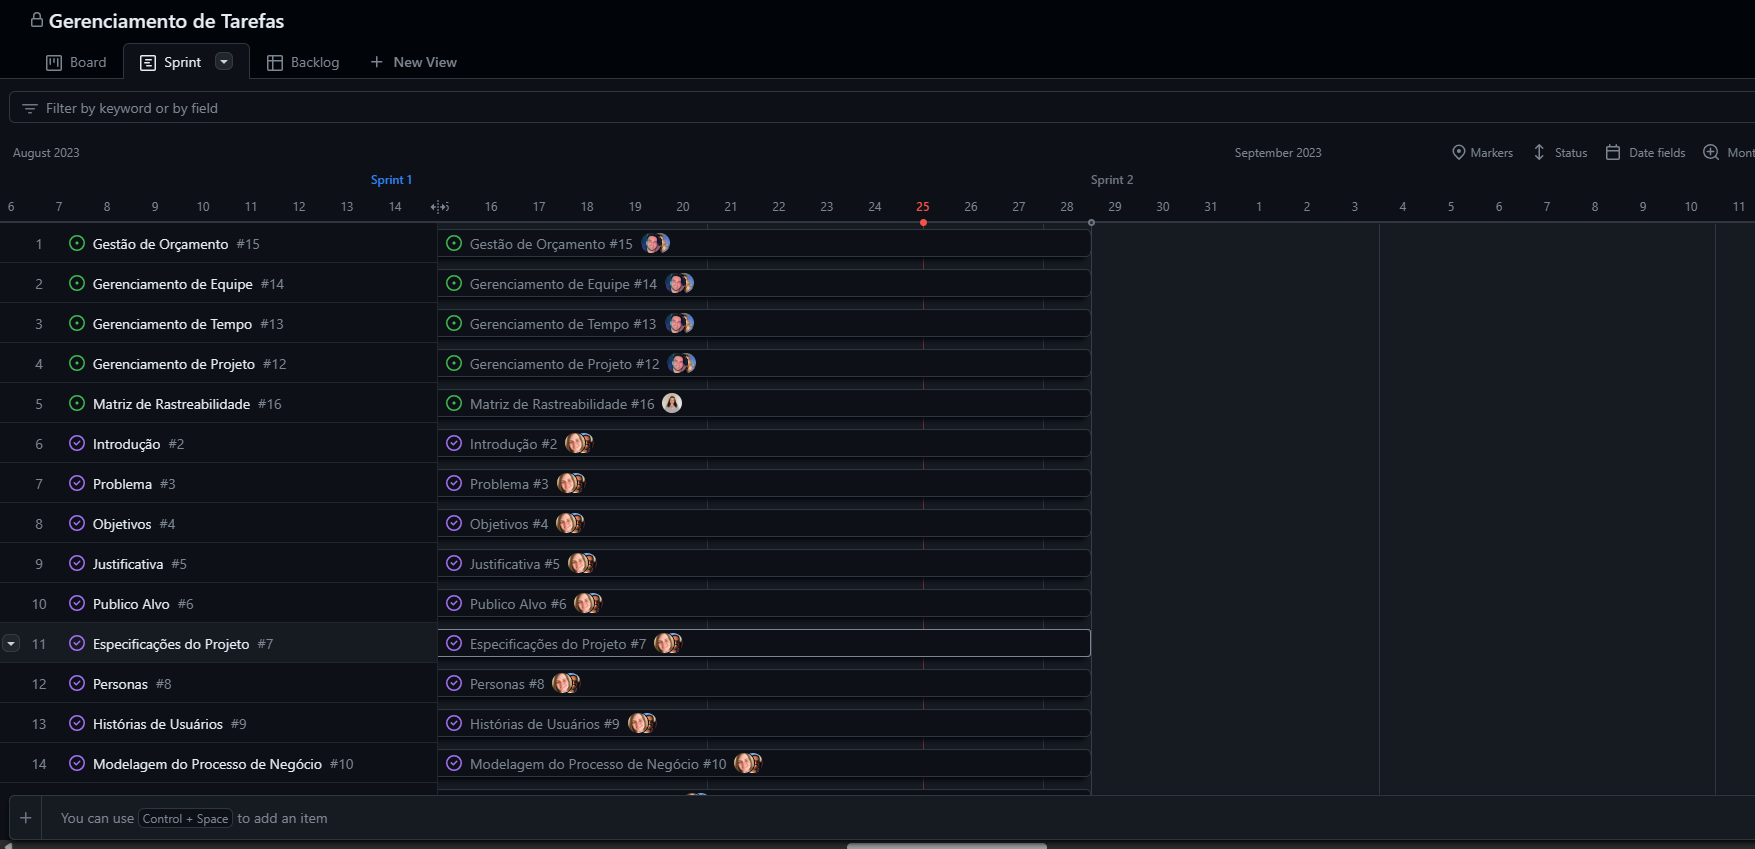 Gerenciamento de Tarefas
Board Sprint Backlog New View
Filter by keyword or by field
August 2023 September 2023 Markers Status Date fields
Sprint 1 Sprint 2
6 7 8 9 10 11 12 13 14 16 17 18 19 20 21 22 23 24 25 26 27 28 29 30 31 1 2 3 4 5 6 7 8 9 10 11
1 Gestão de Orçamento #15 Gestão de Orçamento #15
2 Gerenciamento de Equipe #14 Gerenciamento de Equipe #14
3 Gerenciamento de Tempo #13 Gerenciamento de Tempo #13
4 Gerenciamento de Projeto #12 Gerenciamento de Projeto #12
5 Matriz de Rastreabilidade #16 Matriz de Rastreabilidade #16
6 Introdução #2 Introdução #2
7 Problema #3 Problema #3
8 Objetivos #4 Objetivos #4
9 Justificativa #5 Justificativa #5
10 Publico Alvo #6 Publico Alvo #6
11 Especificações do Projeto #7 Especificações do Projeto #7
12 Personas #8 Personas #8
13 Histórias de Usuários #9 Histórias de Usuários #9
14 Modelagem do Processo de Negócio #10 Modelagem do Processo de Negócio #10
You can use Control + Space to add an item